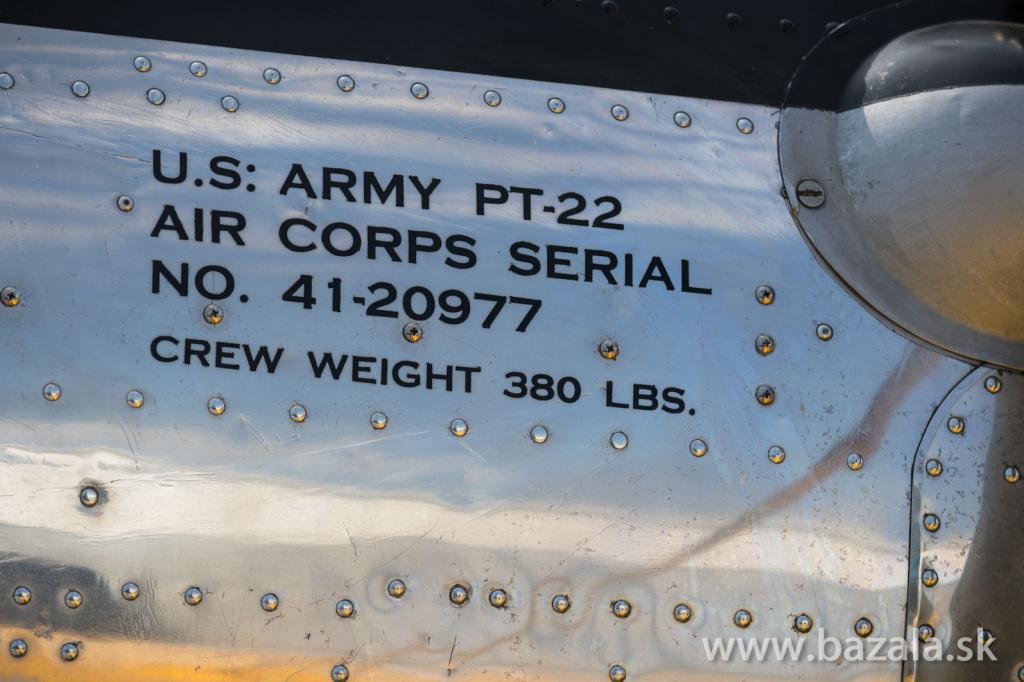 U.S: ARMY PT-22
AIR CORPS SERIAL
NO. 41-20977
CREW WEIGHT 380 LBS.
www.bazala.sk